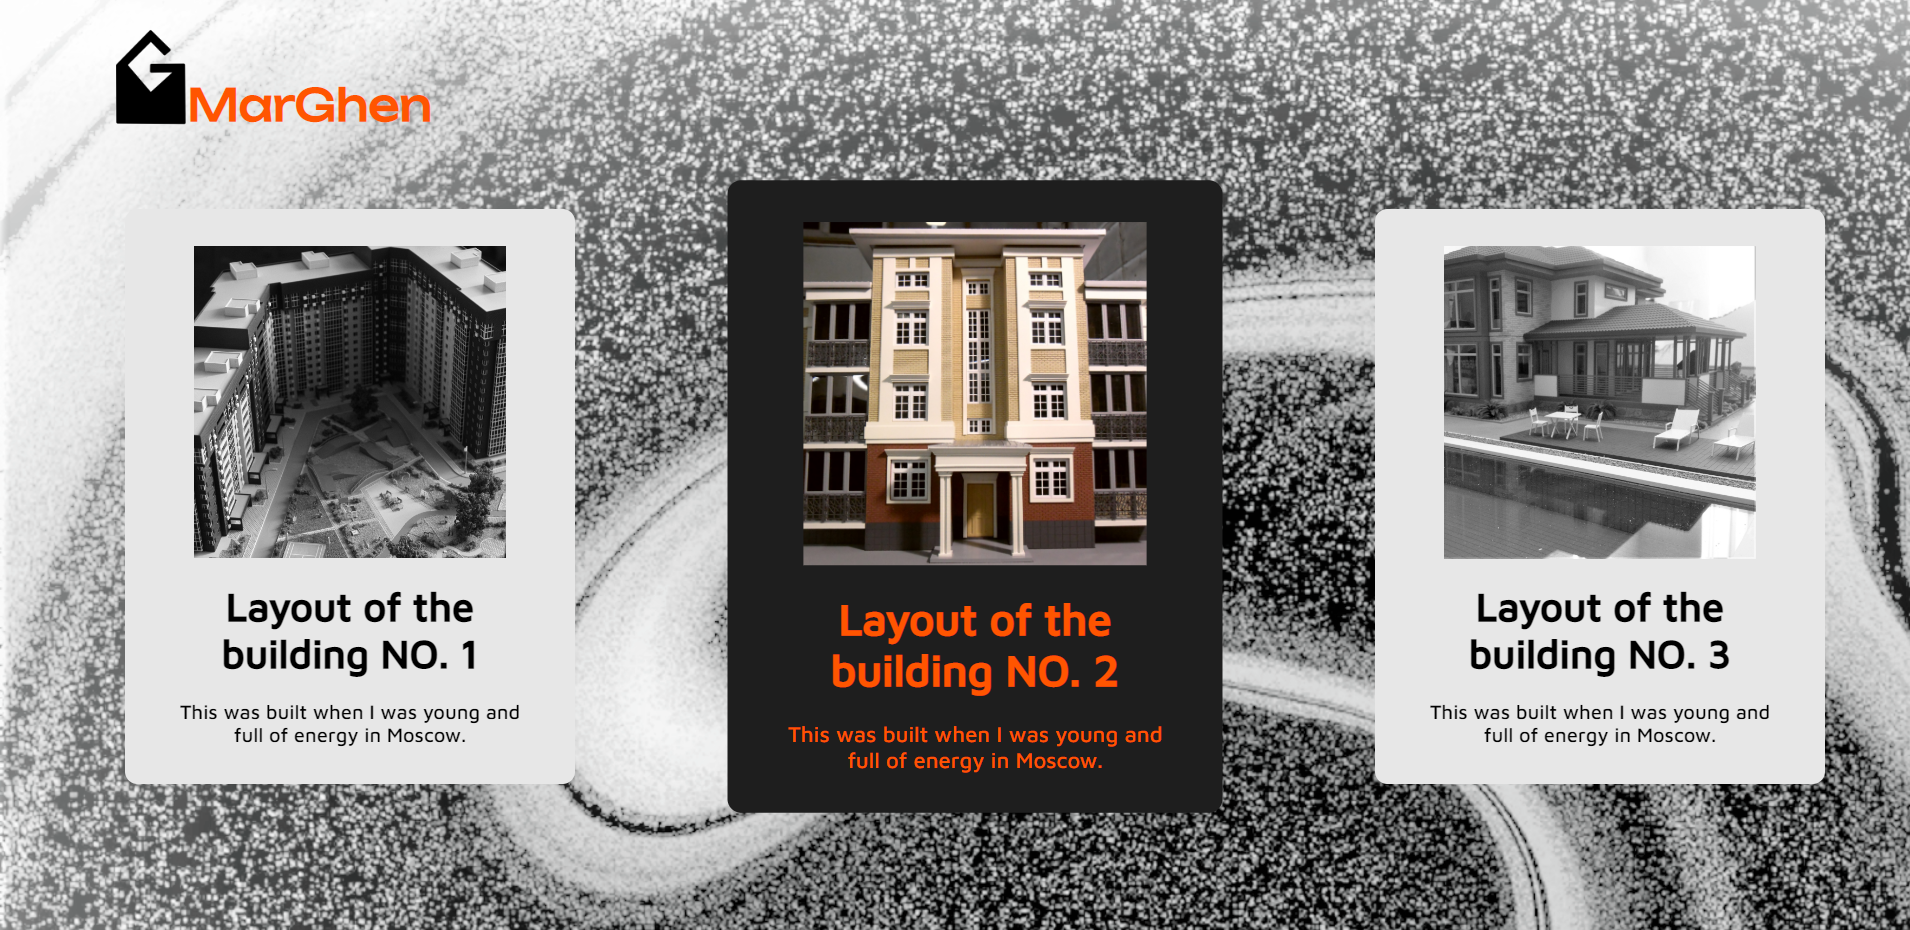 MarGhen
Layout of the
building NO. 1
This was built when I was young and
full of energy in Moscow.
Layout of the
building NO. 2
This was built when I was young and
full of energy in Moscow.
Layout of the
building NO. 3
This was built when I was young and
full of energy in Moscow.